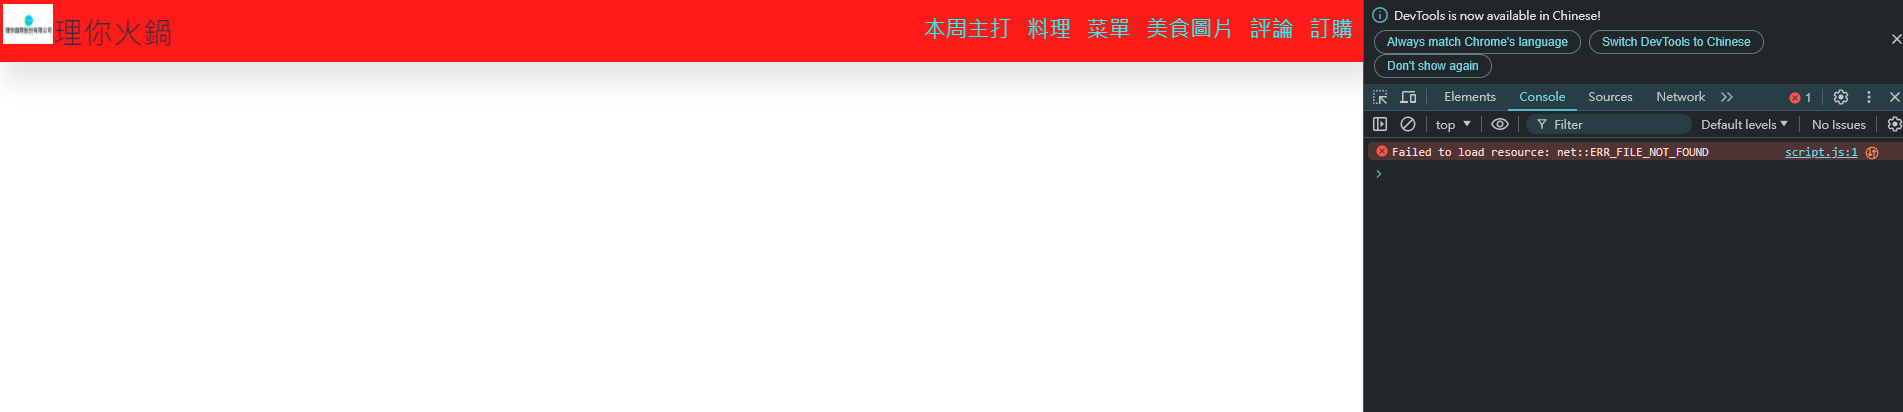 理你火鍋
本周主打 料理 菜單 美食圖片 評論 訂購
DevTools is now available in Chinese!
Always match Chrome's language Switch DevTools to Chinese
Don't show again
Elements Console Sources Network 1
top Filter Default levels No Issues
Failed to load resource: net::ERR_FILE_NOT_FOUND script.js:1